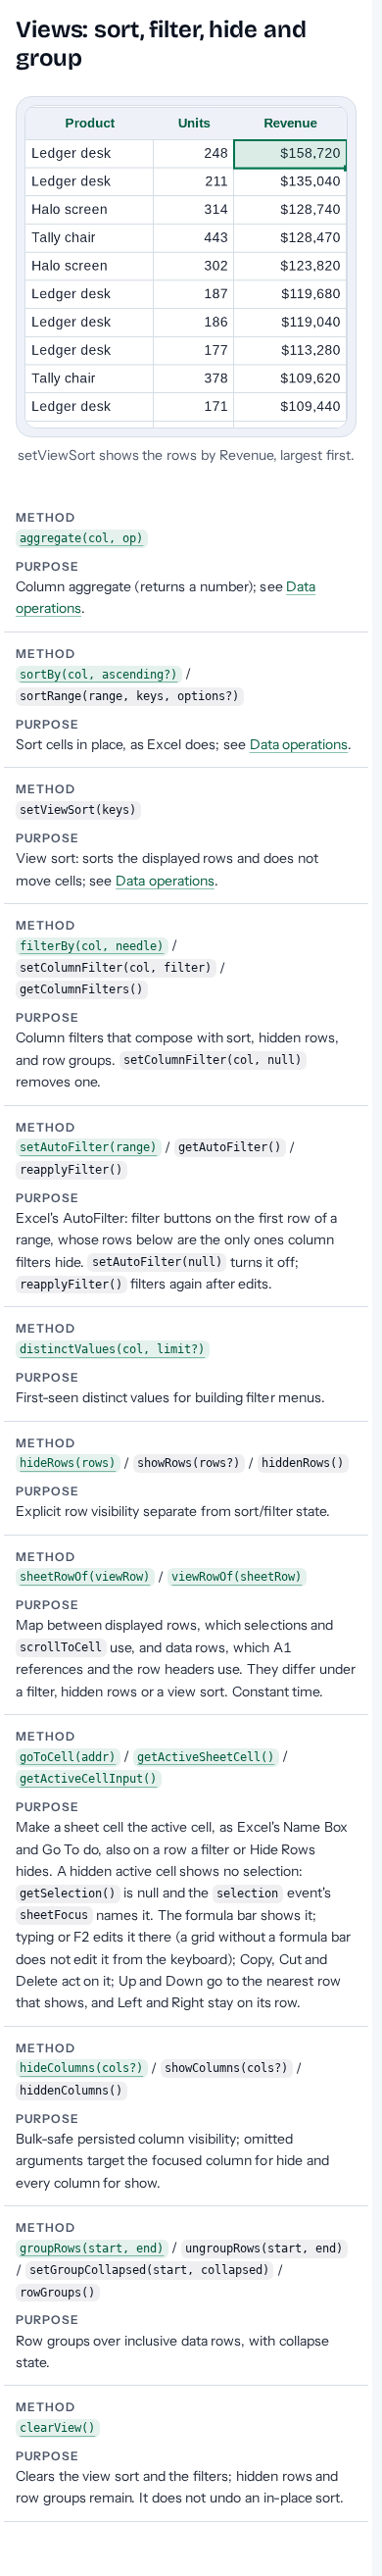 Views: sort, filter, hide and
group
Product Units Revenue
Ledger desk 248 $158,720
Ledger desk 211 $135,040
Halo screen 314 $128,740
Tally chair 443 $128,470
Halo screen 302 $123,820
Ledger desk 187 $119,680
Ledger desk 186 $119,040
Ledger desk 177 $113,280
Tally chair 378 $109,620
Ledger desk 171 $109,440
setViewSort shows the rows by Revenue, largest first.
METHOD
aggregate(col, op)
PURPOSE
Column aggregate (returns a number); see Data
operations.
METHOD
sortBy(col, ascending?) /
sortRange(range, keys, options?)
PURPOSE
Sort cells in place, as Excel does; see Data operations.
METHOD
setViewSort(keys)
PURPOSE
View sort: sorts the displayed rows and does not
move cells; see Data operations.
METHOD
filterBy(col, needle) /
setColumnFilter(col, filter) /
getColumnFilters()
PURPOSE
Column filters that compose with sort, hidden rows,
and row groups. setColumnFilter(col, null)
removes one.
METHOD
setAutoFilter(range) / getAutoFilter() /
reapplyFilter()
PURPOSE
Excel's AutoFilter: filter buttons on the first row of a
range, whose rows below are the only ones column
filters hide. setAutoFilter(null) turns it off;
reapplyFilter() filters again after edits.
METHOD
distinctValues(col, limit?)
PURPOSE
First-seen distinct values for building filter menus.
METHOD
hideRows(rows) / showRows(rows?) / hiddenRows()
PURPOSE
Explicit row visibility separate from sort/filter state.
METHOD
sheetRowOf(viewRow) / viewRowOf(sheetRow)
PURPOSE
Map between displayed rows, which selections and
scrollToCell use, and data rows, which A1
references and the row headers use. They differ under
a filter, hidden rows or a view sort. Constant time.
METHOD
goToCell(addr) / getActiveSheetCell() /
getActiveCellInput()
PURPOSE
Make a sheet cell the active cell, as Excel's Name Box
and Go To do, also on a row a filter or Hide Rows
hides. A hidden active cell shows no selection:
getSelection() is null and the selection event's
sheetFocus names it. The formula bar shows it;
typing or F2 edits it there (a grid without a formula bar
does not edit it from the keyboard); Copy, Cut and
Delete act on it; Up and Down go to the nearest row
that shows, and Left and Right stay on its row.
METHOD
hideColumns(cols?) / showColumns(cols?) /
hiddenColumns()
PURPOSE
Bulk-safe persisted column visibility; omitted
arguments target the focused column for hide and
every column for show.
METHOD
groupRows(start, end) / ungroupRows(start, end)
/ setGroupCollapsed(start, collapsed) /
rowGroups()
PURPOSE
Row groups over inclusive data rows, with collapse
state.
METHOD
clearView()
PURPOSE
Clears the view sort and the filters; hidden rows and
row groups remain. It does not undo an in-place sort.